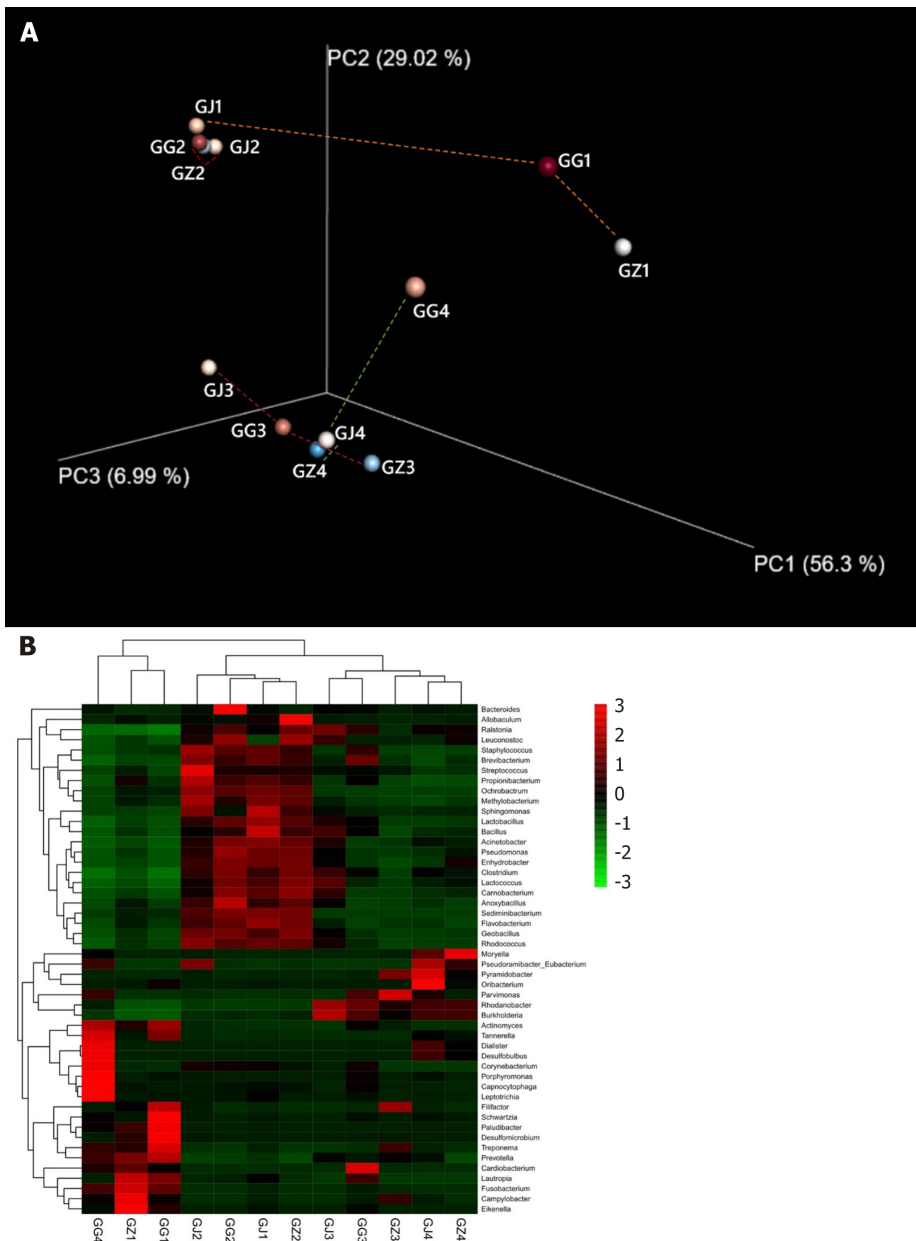 A
PC2 (29.02 %)
GJ1
GG2
GJ2
GZ2
GG1
GZ1
GG4
GJ3
GG3
GJ4
GZ4
GZ3
PC3 (6.99 %)
PC1 (56.3 %)
B
Bacteroides
Allobaculum
Ralstonia
Leuconostoc
Staphylococcus
Brevibacterium
Streptococcus
Propionibacterium
Ochrobactrum
Methylobacterium
Sphingomonas
Lactobacillus
Bacillus
Acinetobacter
Pseudomonas
Enhydrobacter
Clostridium
Lactococcus
Carnobacterium
Anoxybacillus
Sediminibacterium
Flavobacterium
Geobacillus
Rhodococcus
Moryella
Pseudoramibacter_Eubacterium
Pyramidobacter
Oribacterium
Parvimonas
Rhodanobacter
Burkholderia
Actinomyces
Tannerella
Dialister
Desulfobulbus
Corynebacterium
Porphyromonas
Capnocytophaga
Leptotrichia
Filifactor
Schwartzia
Paludibacter
Desulfomicrobium
Treponema
Prevotella
Cardiobacterium
Lautropia
Fusobacterium
Campylobacter
Eikenella
3
2
1
0
-1
-2
-3
GG4
GZ1
GG1
GJ2
GG2
GJ1
GZ2
GJ3
GG3
GZ3
GJ4
GZ4